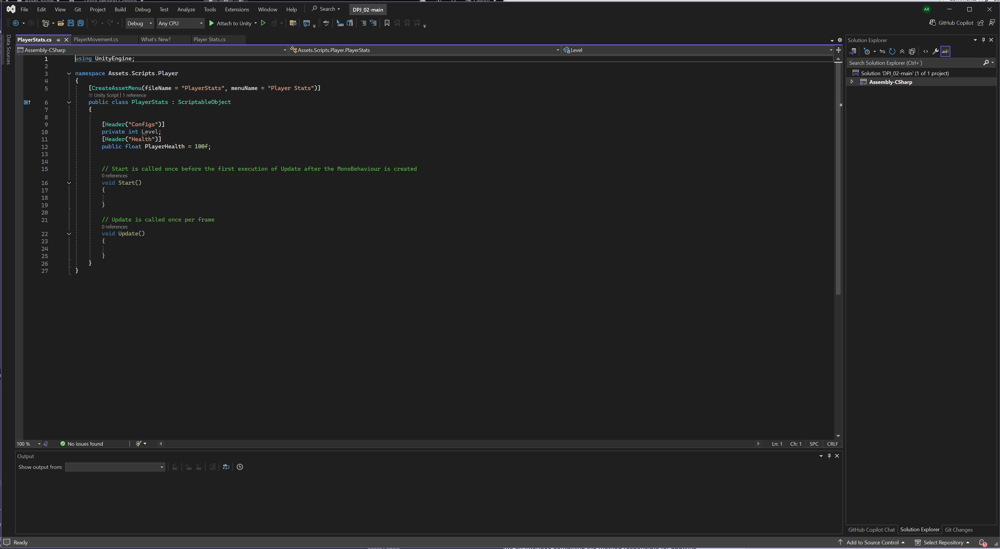 File Edit View Git Project Build Debug Test Analyze Tools Extensions Window Help Search DPJ_02-main AR
Debug Any CPU Attach to Unity GitHub Copilot
Data Sources
PlayerStats.cs PlayerMovement.cs What's New? Player Stats.cs
Assembly-CSharp Assets.Scripts.Player.PlayerStats Level
1 using UnityEngine;
2
3 namespace Assets.Scripts.Player
4 {
5 [CreateAssetMenu(fileName = "PlayerStats", menuName = "Player Stats")]
Unity Script | 1 reference
6 public class PlayerStats : ScriptableObject
7 {
8
9 [Header("Configs")]
10 private int Level;
11 [Header("Health")]
12 public float PlayerHealth = 100f;
13
14
15 // Start is called once before the first execution of Update after the MonoBehaviour is created
0 references
16 void Start()
17 {
18
19 }
20
21 // Update is called once per frame
0 references
22 void Update()
23 {
24
25 }
26 }
27 }
100 % No issues found Ln: 1 Ch: 1 SPC CRLF
Output
Show output from:
Solution Explorer
Search Solution Explorer (Ctrl+´)
Solution 'DPJ_02-main' (1 of 1 project)
Assembly-CSharp
GitHub Copilot Chat Solution Explorer Git Changes
Ready Add to Source Control Select Repository 1